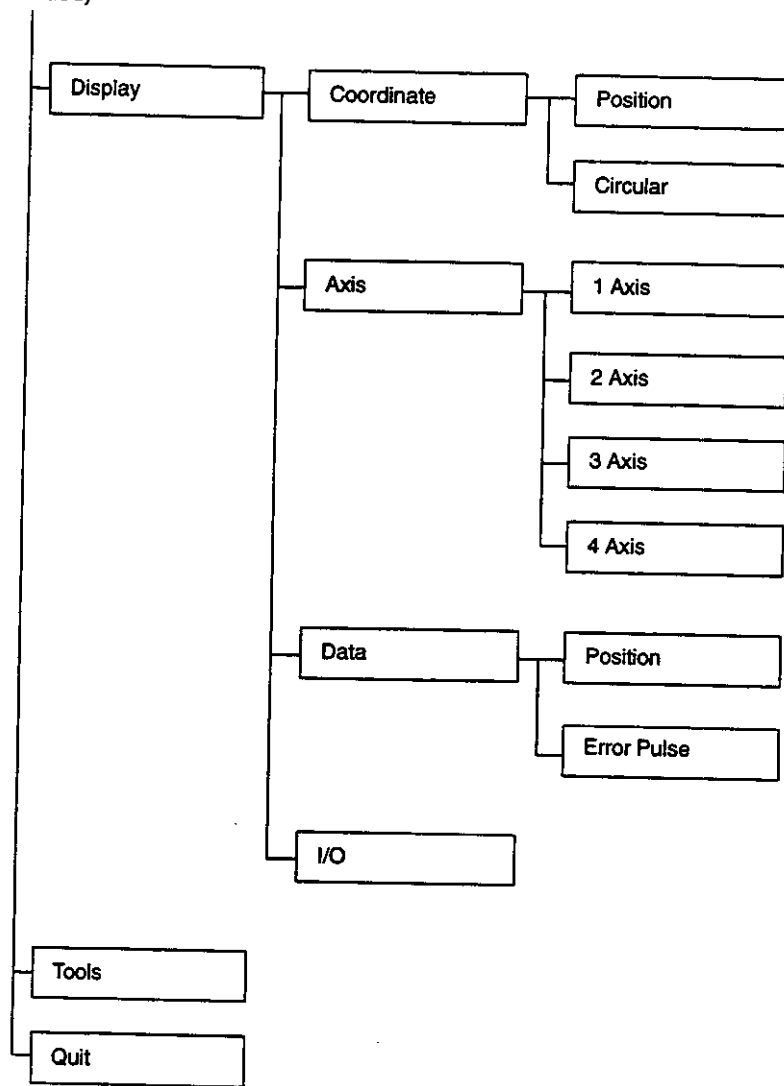 Display
Coordinate
Position
Circular
Axis
1 Axis
2 Axis
3 Axis
4 Axis
Data
Position
Error Pulse
I/O
Tools
Quit